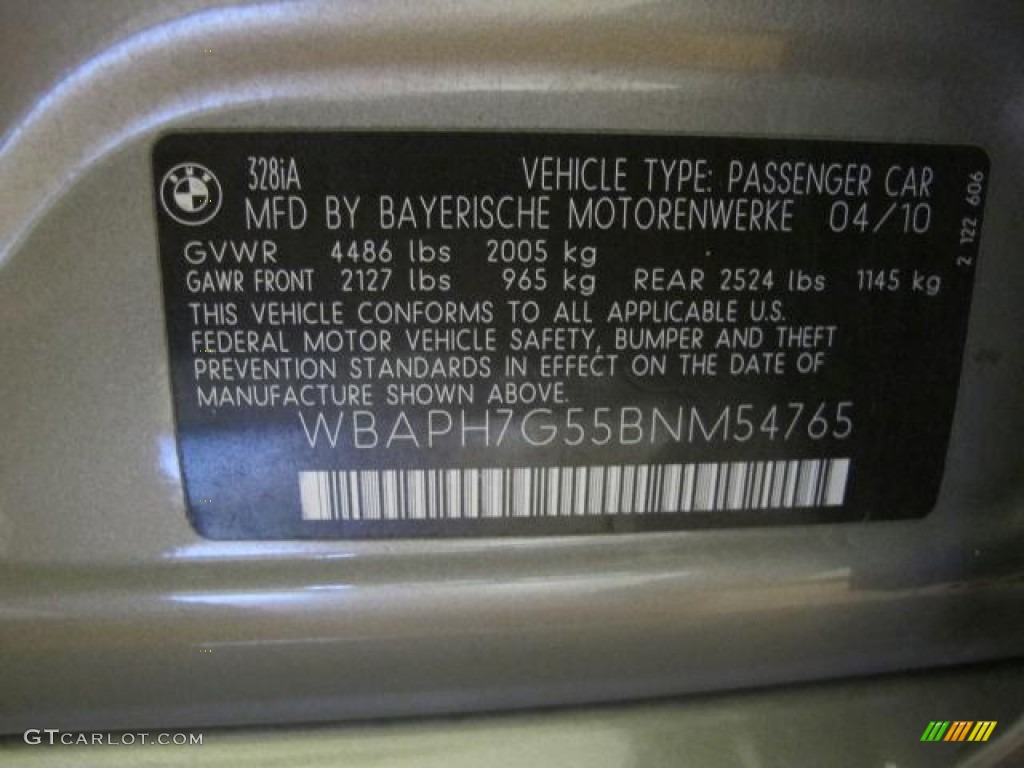 BMW
328iA VEHICLE TYPE: PASSENGER CAR
MFD BY BAYERISCHE MOTORENWERKE 04/10
GVWR 4486 lbs 2005 kg
GAWR FRONT 2127 lbs 965 kg REAR 2524 lbs 1145 kg
THIS VEHICLE CONFORMS TO ALL APPLICABLE U.S.
FEDERAL MOTOR VEHICLE SAFETY, BUMPER AND THEFT
PREVENTION STANDARDS IN EFFECT ON THE DATE OF
MANUFACTURE SHOWN ABOVE.
WBAPH7G55BNM54765
2 122 606
GTCARLOT.COM